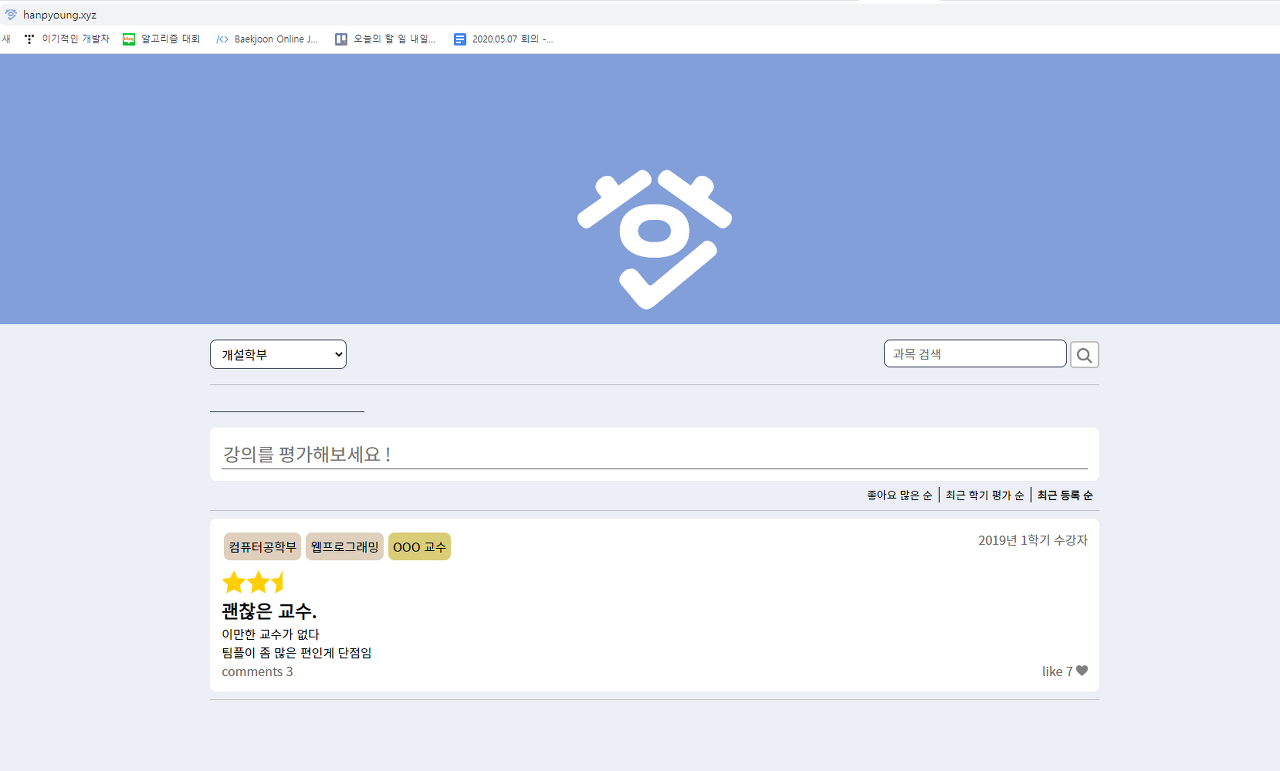 hanpyoung.xyz
새 이기적인 개발자 알고리즘 대회 Baekjoon Online J... 오늘의 할 일 내일... 2020.05.07 회의 -...
한
개설학부 과목 검색
강의를 평가해보세요 !
좋아요 많은 순 최근 학기 평가 순 최근 등록 순
컴퓨터공학부 웹프로그래밍 OOO 교수 2019년 1학기 수강자
괜찮은 교수.
이만한 교수가 없다
팀플이 좀 많은 편인게 단점임
comments 3 like 7